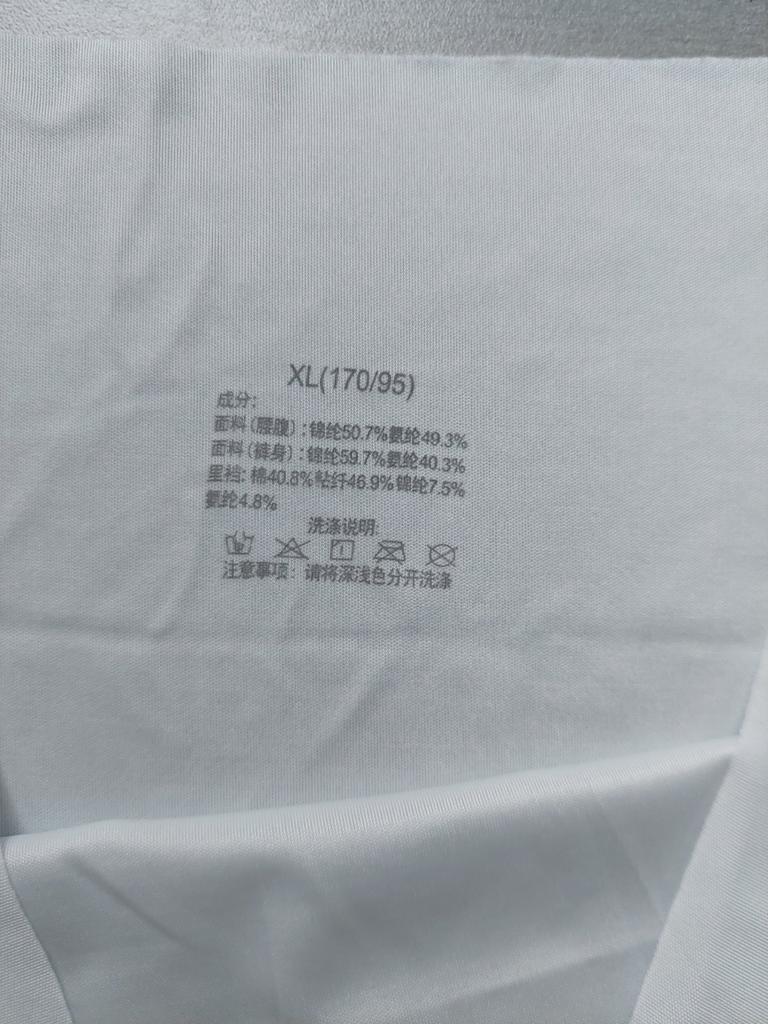 XL(170/95)
成分:
面料(腰腹):锦纶50.7%氨纶49.3%
面料(裤身):锦纶59.7%氨纶40.3%
里裆:棉40.8%粘纤46.9%锦纶7.5%
氨纶4.8%
洗涤说明:
注意事项:请将深浅色分开洗涤